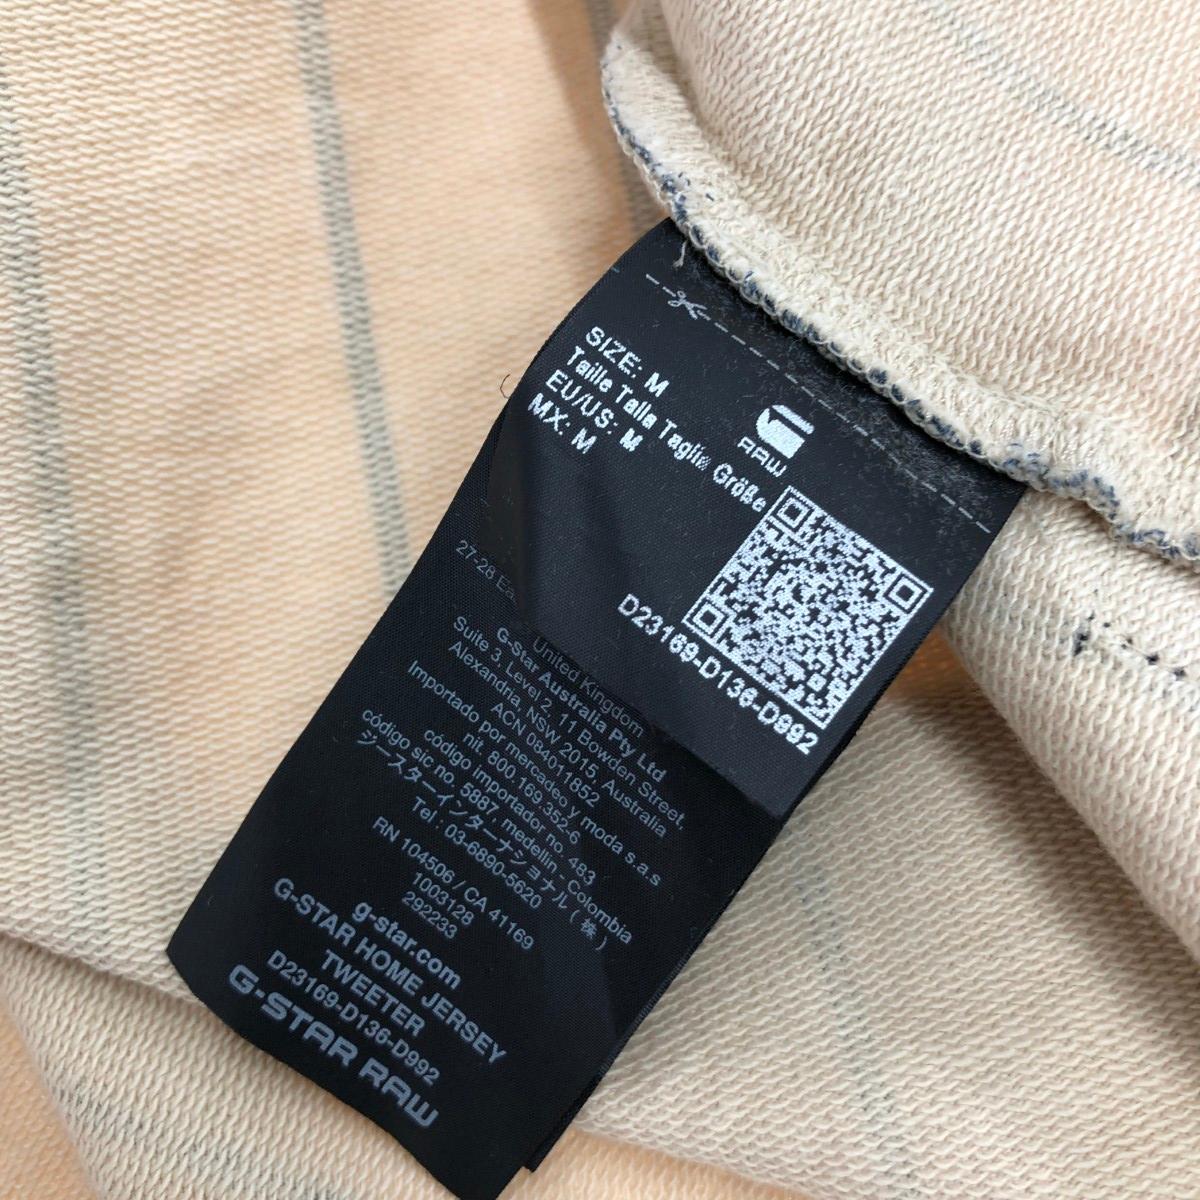 SIZE: M
Taille Talla Taglia Größe
EU/US: M
MX: M
RAW
D23169-D136-D992
27-28
United Kingdom
G-Star Australia Pty Ltd
Suite 3, Level 2, 11 Bowden Street,
Alexandria, NSW, 2015, Australia
ACN 084011852
Importado por mercadeo y moda s.a.s
nit. 800.169.352-6
código importador no. 483
código sic no. 5887, medellin - Colombia
ジースターインターナショナル(株)
Tel : 03-6890-5620
RN 104506 / CA 41169
1003128
292233
g-star.com
G-STAR HOME JERSEY
TWEETER
D23169-D136-D992
G-STAR RAW